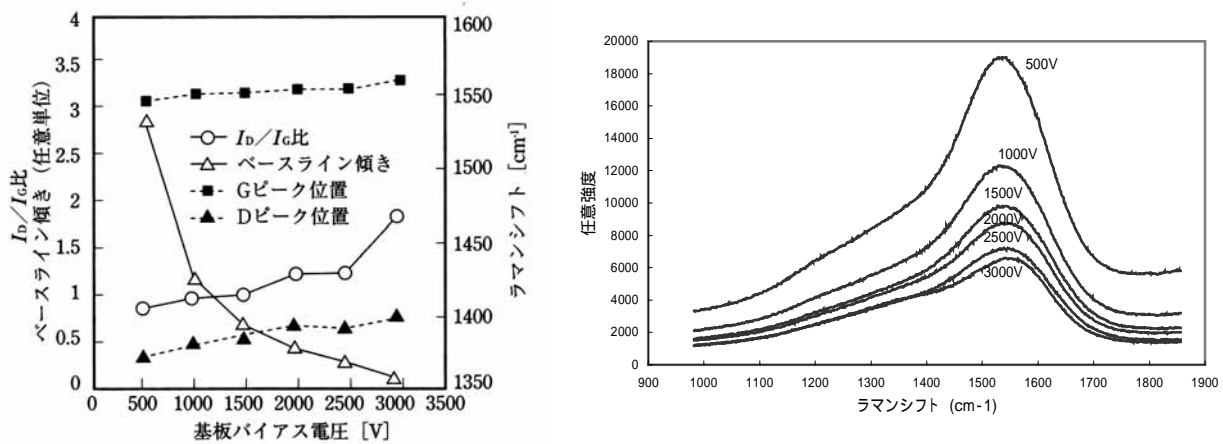 I_D／I_G比
ベースライン傾き（任意単位）
4
3.5
3
2.5
2
1.5
1
0.5
0
1600
1550
1500
1450
1400
1350
ラマンシフト [cm⁻¹]
I_D／I_G比
ベースライン傾き
Gピーク位置
Dピーク位置
0 500 1000 1500 2000 2500 3000 3500
基板バイアス電圧 [V]
任意強度
20000
18000
16000
14000
12000
10000
8000
6000
4000
2000
0
500V
1000V
1500V
2000V
2500V
3000V
900 1000 1100 1200 1300 1400 1500 1600 1700 1800 1900
ラマンシフト (cm-1)